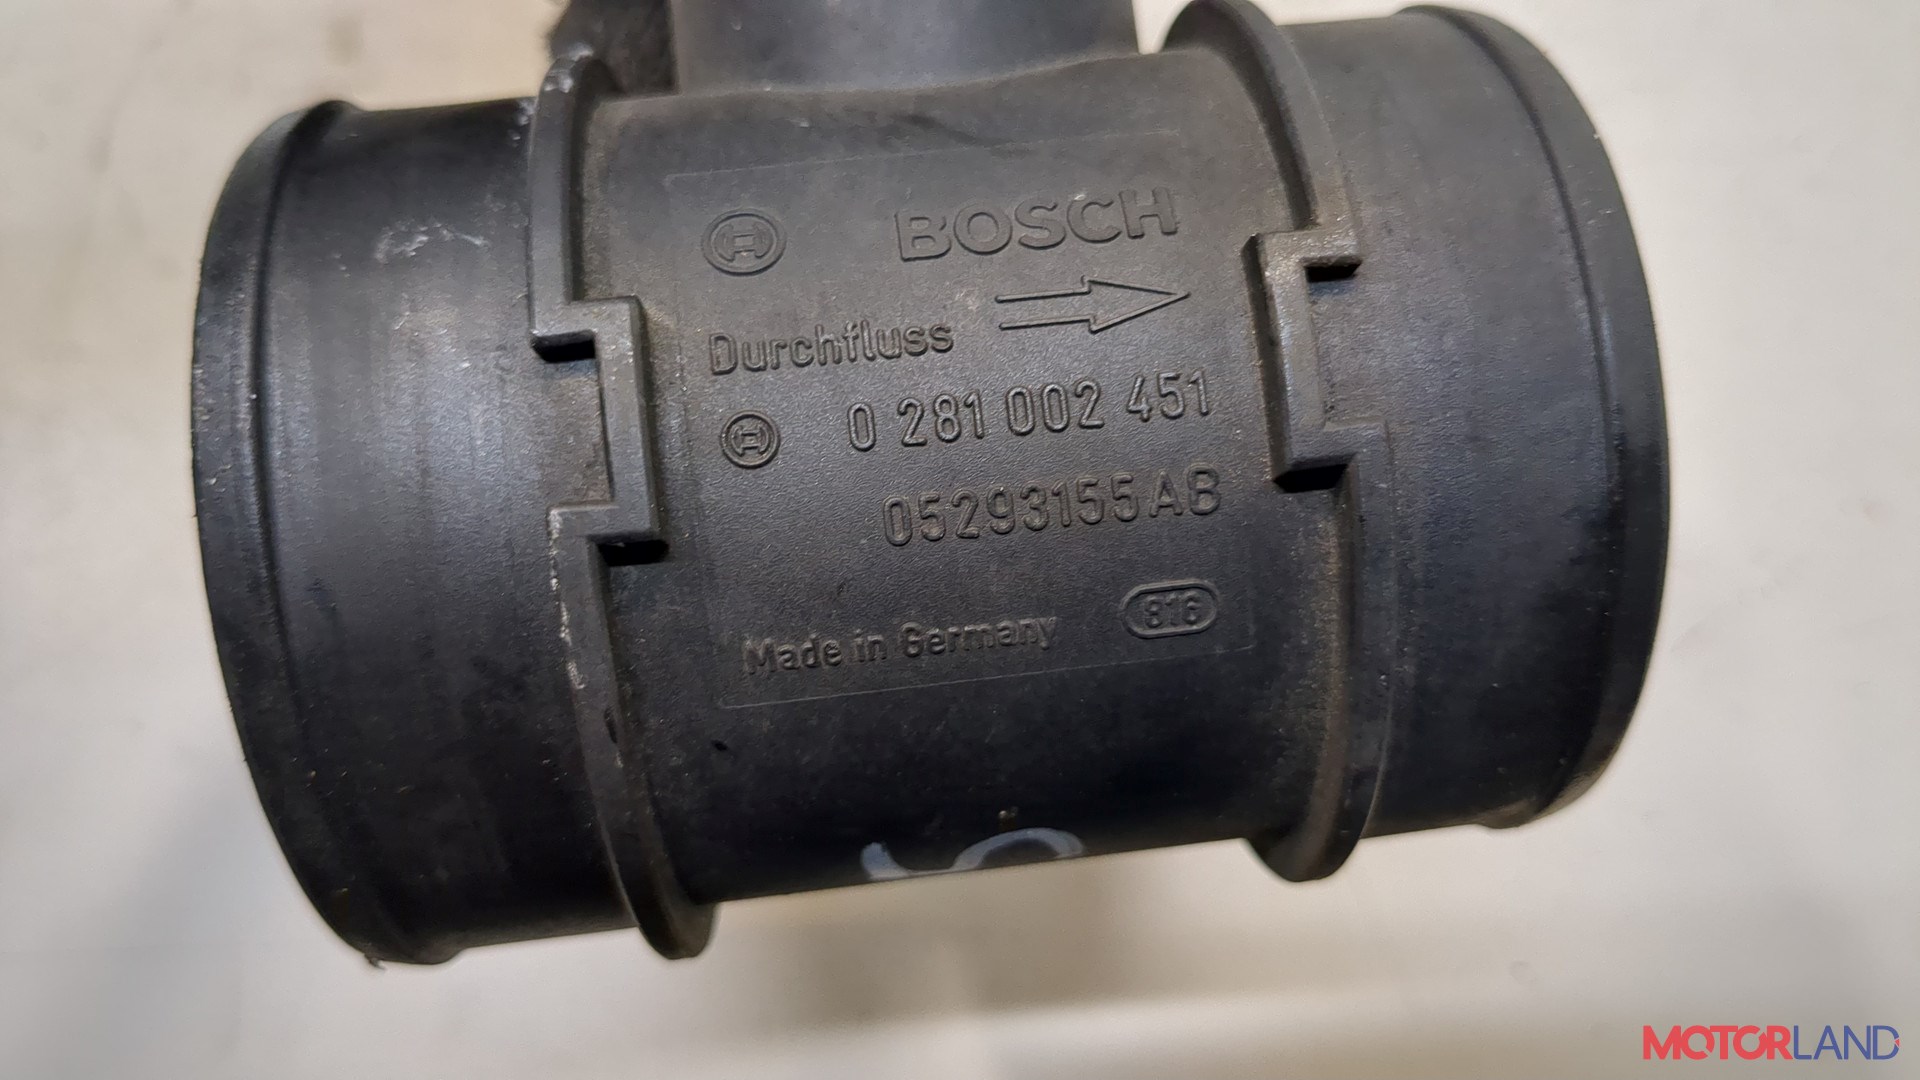 BOSCH
Durchfluss
0 281 002 451
05293155AB
Made in Germany 816
MOTORLAND